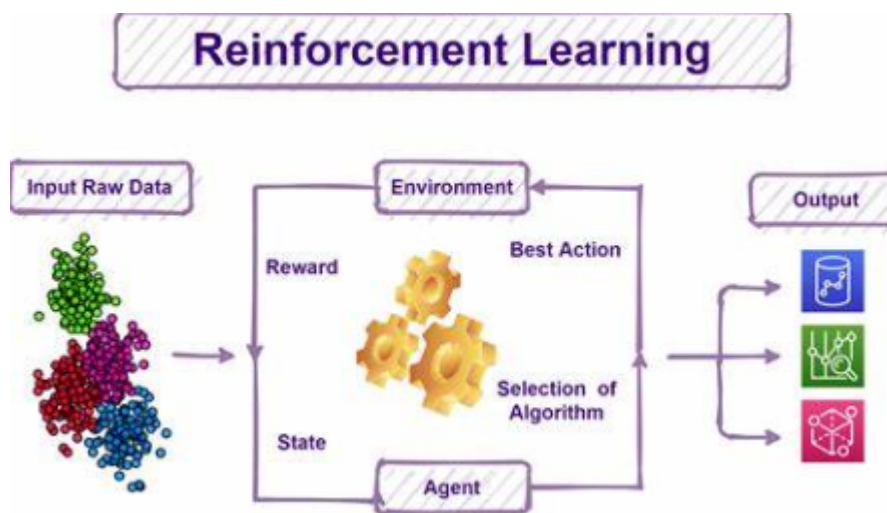 Reinforcement Learning
Input Raw Data
Environment
Output
Reward
Best Action
Selection of
Algorithm
State
Agent